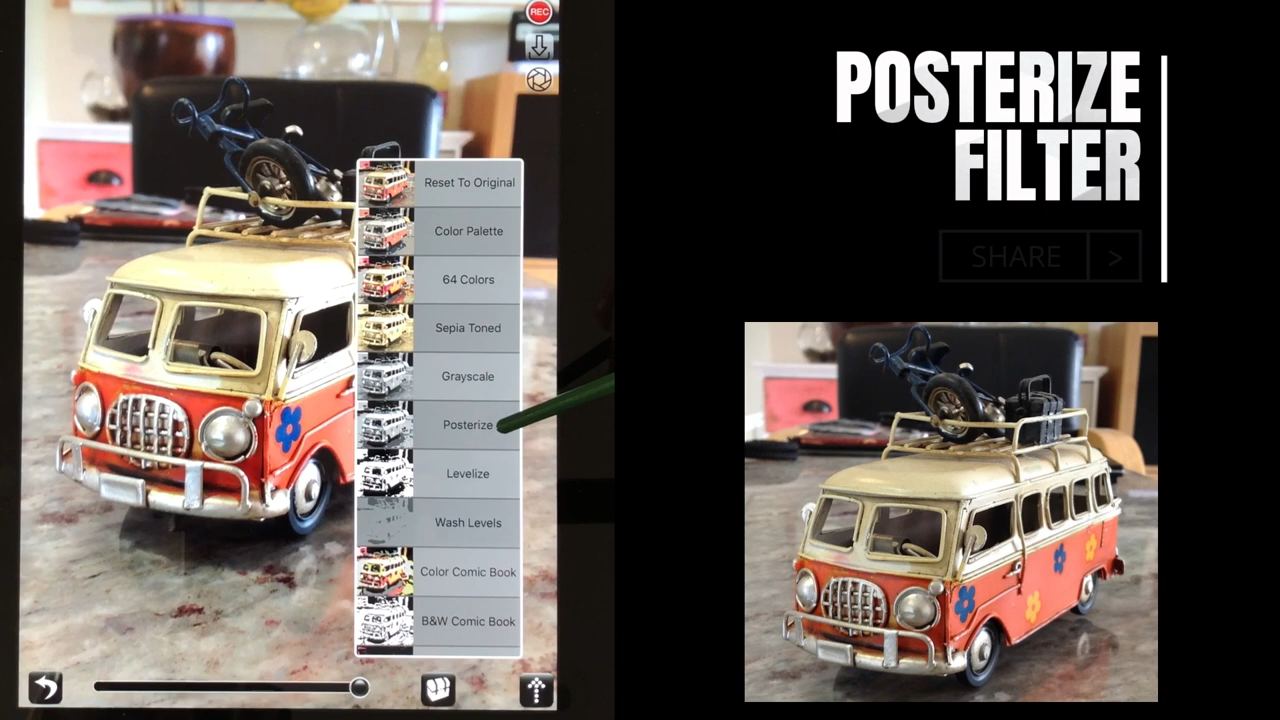 REC
Reset To Original
Color Palette
64 Colors
Sepia Toned
Grayscale
Posterize
Levelize
Wash Levels
Color Comic Book
B&W Comic Book
POSTERIZE
FILTER
SHARE >